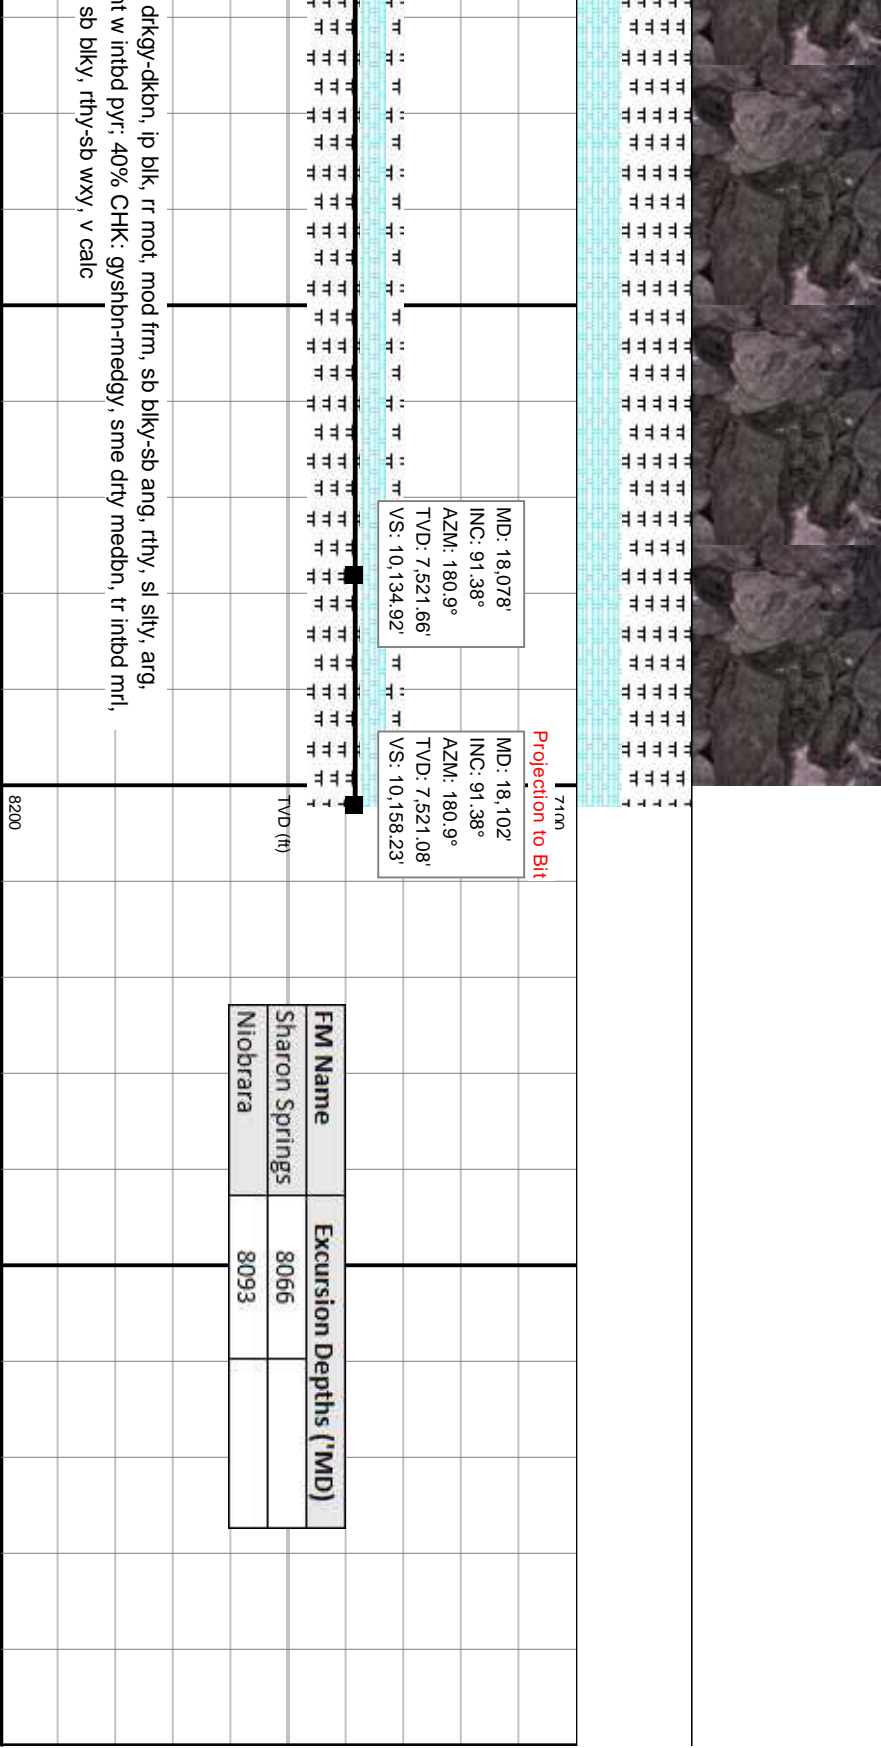 Projection to Bit
MD: 18,078'
INC: 91.38°
AZM: 180.9°
TVD: 7,521.66'
VS: 10,134.92'
MD: 18,102'
INC: 91.38°
AZM: 180.9°
TVD: 7,521.08'
VS: 10,158.23'
7100
TVD (ft)
8200
drkgy-dkbn, ip blk, rr mot, mod frm, sb blky-sb ang, rthy, sl slty, arg,
nt w intbd pyr; 40% CHK: gyshbn-medgy, sme drty medbn, tr intbd mrl,
sb blky, rthy-sb wxy, v calc
FM Name Excursion Depths ('MD)
Sharon Springs 8066
Niobrara 8093